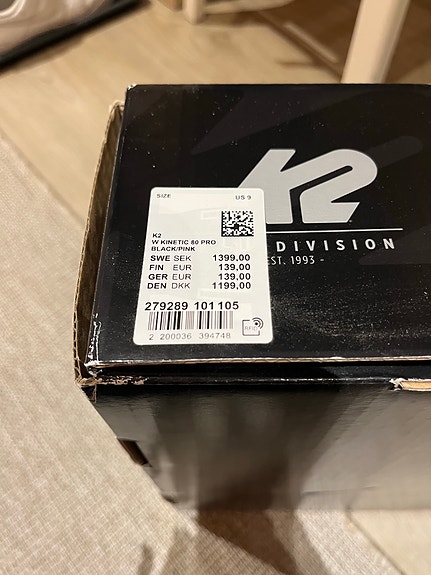 K2
DIVISION
EST. 1993 -
SIZE US 9
K2
W KINETIC 80 PRO
BLACK/PINK
SWE SEK 1399,00
FIN EUR 139,00
GER EUR 139,00
DEN DKK 1199,00
279289 101105
2 200036 394748
RFID